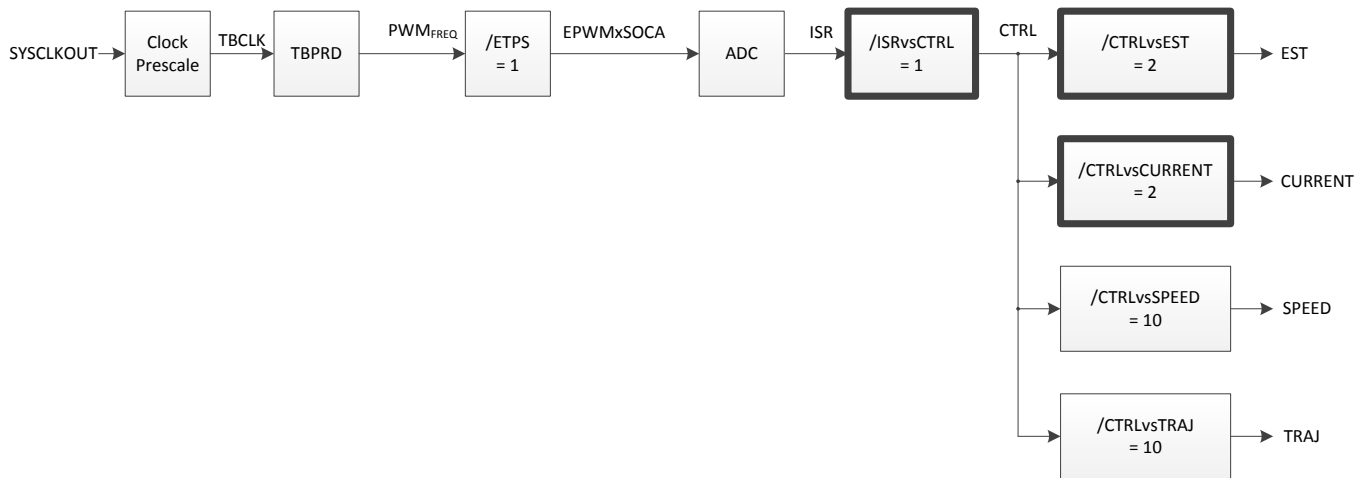 SYSCLKOUT
Clock
Prescale
TBCLK
TBPRD
PWMFREQ
/ETPS
= 1
EPWMxSOCA
ADC
ISR
/ISRvsCTRL
= 1
CTRL
/CTRLvsEST
= 2
EST
/CTRLvsCURRENT
= 2
CURRENT
/CTRLvsSPEED
= 10
SPEED
/CTRLvsTRAJ
= 10
TRAJ